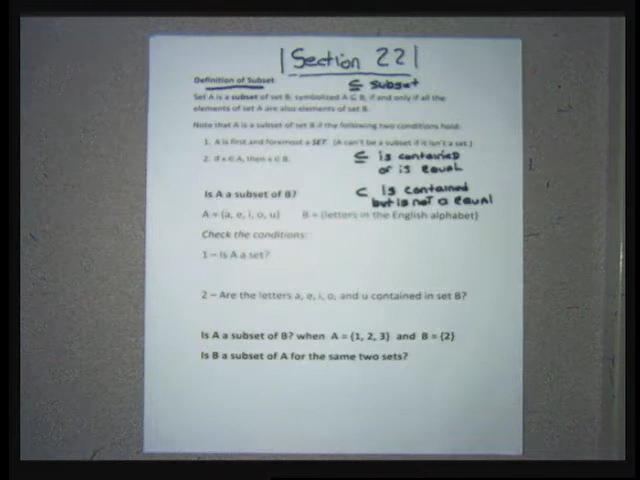 Section 22
Definition of Subset ⊆ subset
Set A is a subset of set B, symbolized A ⊆ B, if and only if all the
elements of set A are also elements of set B.
Note that A is a subset of set B if the following two conditions hold:
1. A is first and foremost a SET. (A can't be a subset if it isn't a set.)
2. If x ∈ A, then x ∈ B.
⊆ is contained
or is equal
Is A a subset of B?
⊂ Is contained
but is not a equal
A = {a, e, i, o, u} B = {letters in the English alphabet}
Check the conditions:
1 – Is A a set?
2 – Are the letters a, e, i, o, and u contained in set B?
Is A a subset of B? when A = {1, 2, 3} and B = {2}
Is B a subset of A for the same two sets?